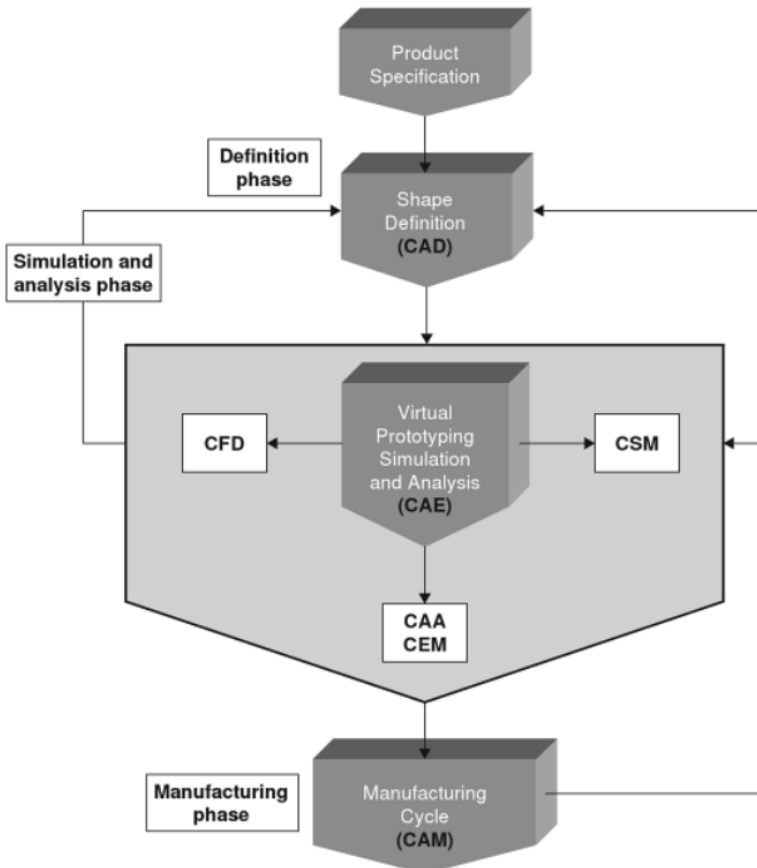 Product
Specification
Definition
phase
Shape
Definition
(CAD)
Simulation and
analysis phase
Virtual
Prototyping
Simulation
and Analysis
(CAE)
CFD
CSM
CAA
CEM
Manufacturing
phase
Manufacturing
Cycle
(CAM)